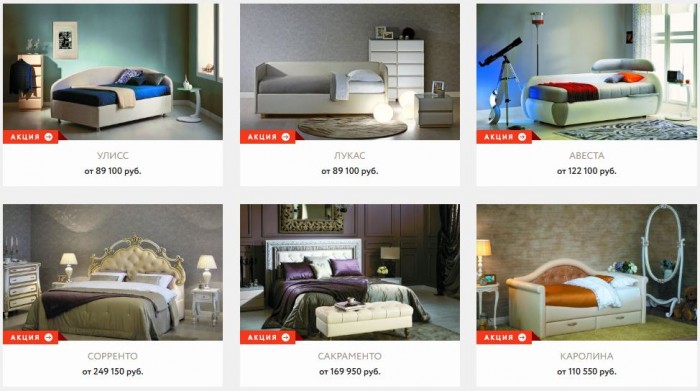 АКЦИЯ
УЛИСС
от 89 100 руб.
АКЦИЯ
ЛУКАС
от 89 100 руб.
АКЦИЯ
АВЕСТА
от 122 100 руб.
АКЦИЯ
СОРРЕНТО
от 249 150 руб.
АКЦИЯ
САКРАМЕНТО
от 169 950 руб.
АКЦИЯ
КАРОЛИНА
от 110 550 руб.